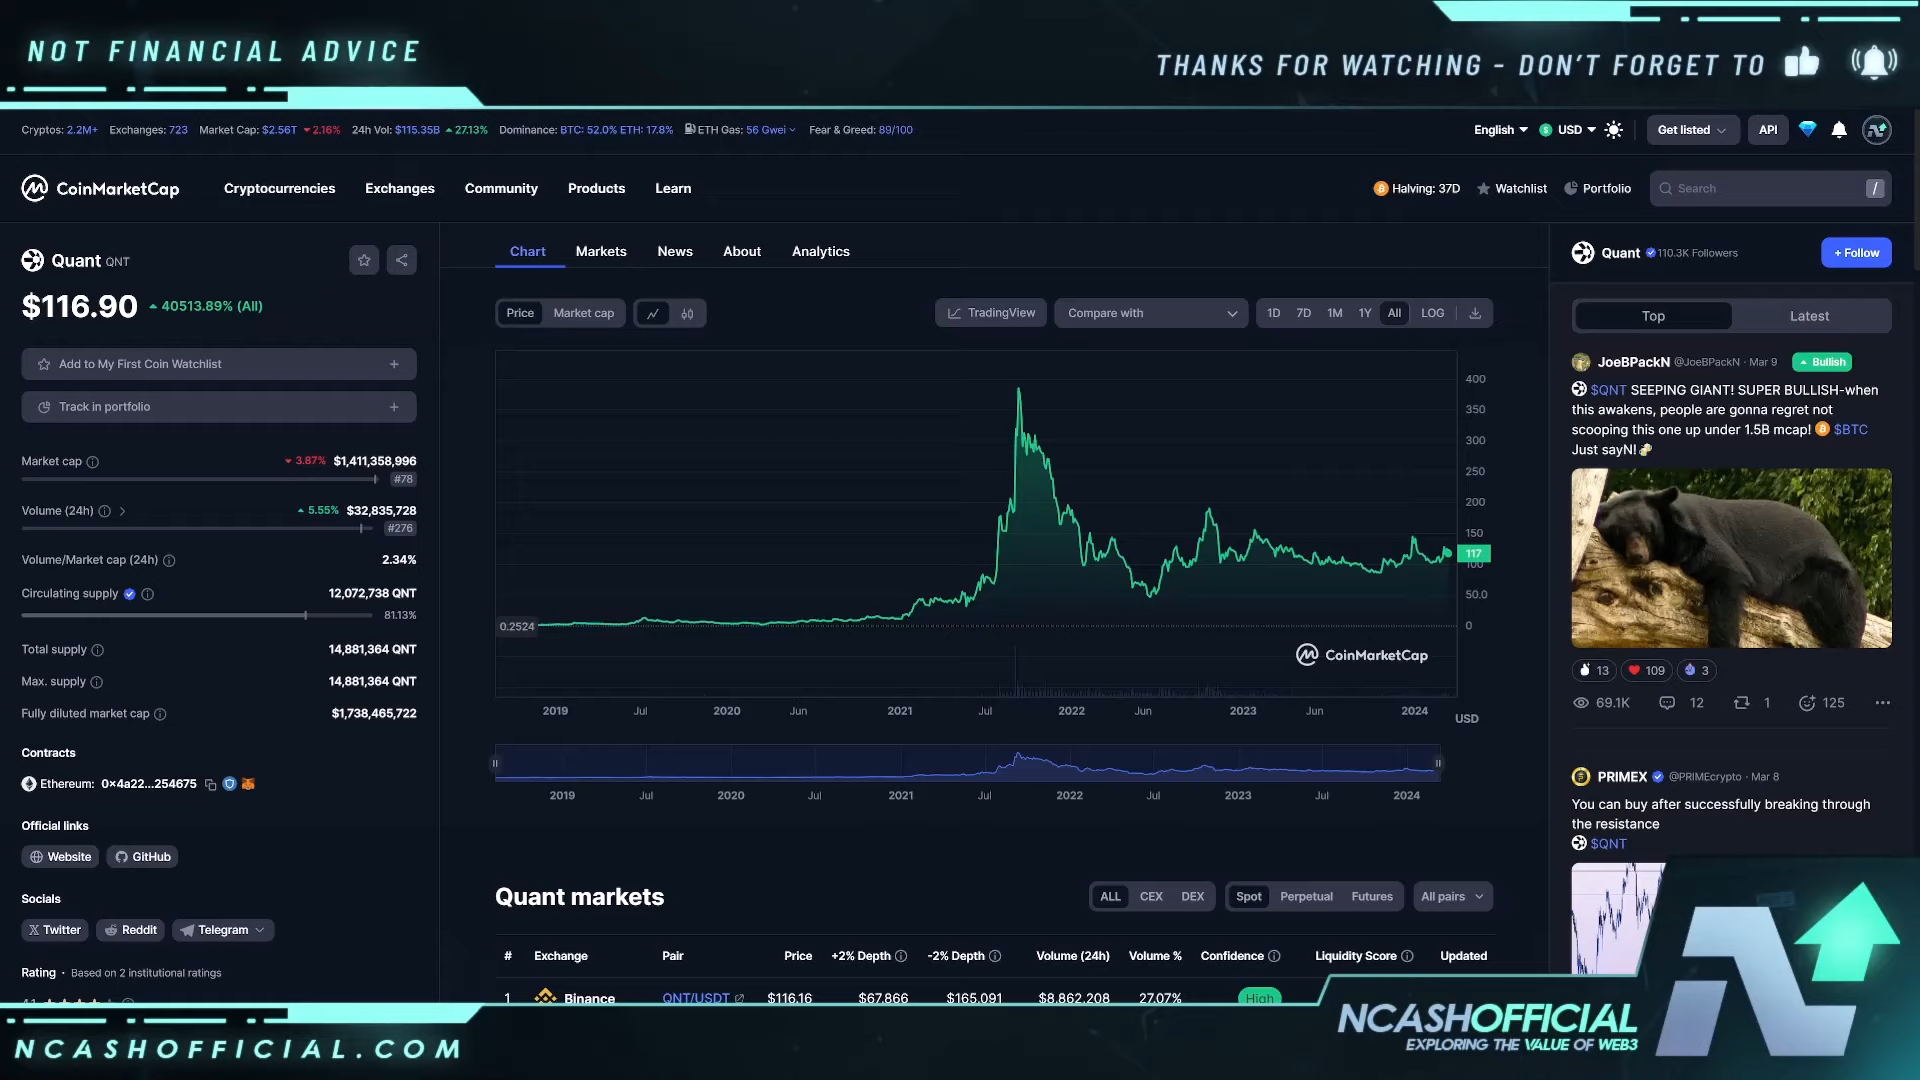 NOT FINANCIAL ADVICE
THANKS FOR WATCHING - DON'T FORGET TO
Cryptos: 2.2M+ Exchanges: 723 Market Cap: $2.56T 2.16% 24h Vol: $115.35B 27.13% Dominance: BTC: 52.0% ETH: 17.8% ETH Gas: 56 Gwei Fear & Greed: 89/100
English USD Get listed API
CoinMarketCap Cryptocurrencies Exchanges Community Products Learn
Halving: 37D Watchlist Portfolio Search /
Quant QNT
$116.90 40513.89% (All)
Add to My First Coin Watchlist +
Track in portfolio +
Market cap 3.87% $1,411,358,996
#78
Volume (24h) 5.55% $32,835,728
#276
Volume/Market cap (24h) 2.34%
Circulating supply 12,072,738 QNT
81.13%
Total supply 14,881,364 QNT
Max. supply 14,881,364 QNT
Fully diluted market cap $1,738,465,722
Contracts
Ethereum: 0x4a22...254675
Official links
Website GitHub
Socials
Twitter Reddit Telegram
Rating · Based on 2 institutional ratings
Chart Markets News About Analytics
Price Market cap
TradingView Compare with 1D 7D 1M 1Y All LOG
400
350
300
250
200
150
117
100
50.0
0
0.2524
CoinMarketCap
2019 Jul 2020 Jun 2021 Jul 2022 Jun 2023 Jun 2024
USD
2019 Jul 2020 Jul 2021 Jul 2022 Jul 2023 Jul 2024
Quant markets
ALL CEX DEX Spot Perpetual Futures All pairs
# Exchange Pair Price +2% Depth -2% Depth Volume (24h) Volume % Confidence Liquidity Score Updated
1 Binance QNT/USDT $116.16 $67,866 $165,091 $8,862,208 27.07% High
Quant 110.3K Followers + Follow
Top Latest
JoeBPackN @JoeBPackN · Mar 9 Bullish
$QNT SEEPING GIANT! SUPER BULLISH-when
this awakens, people are gonna regret not
scooping this one up under 1.5B mcap! $BTC
Just sayN!
13 109 3
69.1K 12 1 125
PRIMEX @PRIMEcrypto · Mar 8
You can buy after successfully breaking through
the resistance
$QNT
NCASHOFFICIAL.COM
NCASHOFFICIAL
EXPLORING THE VALUE OF WEB3